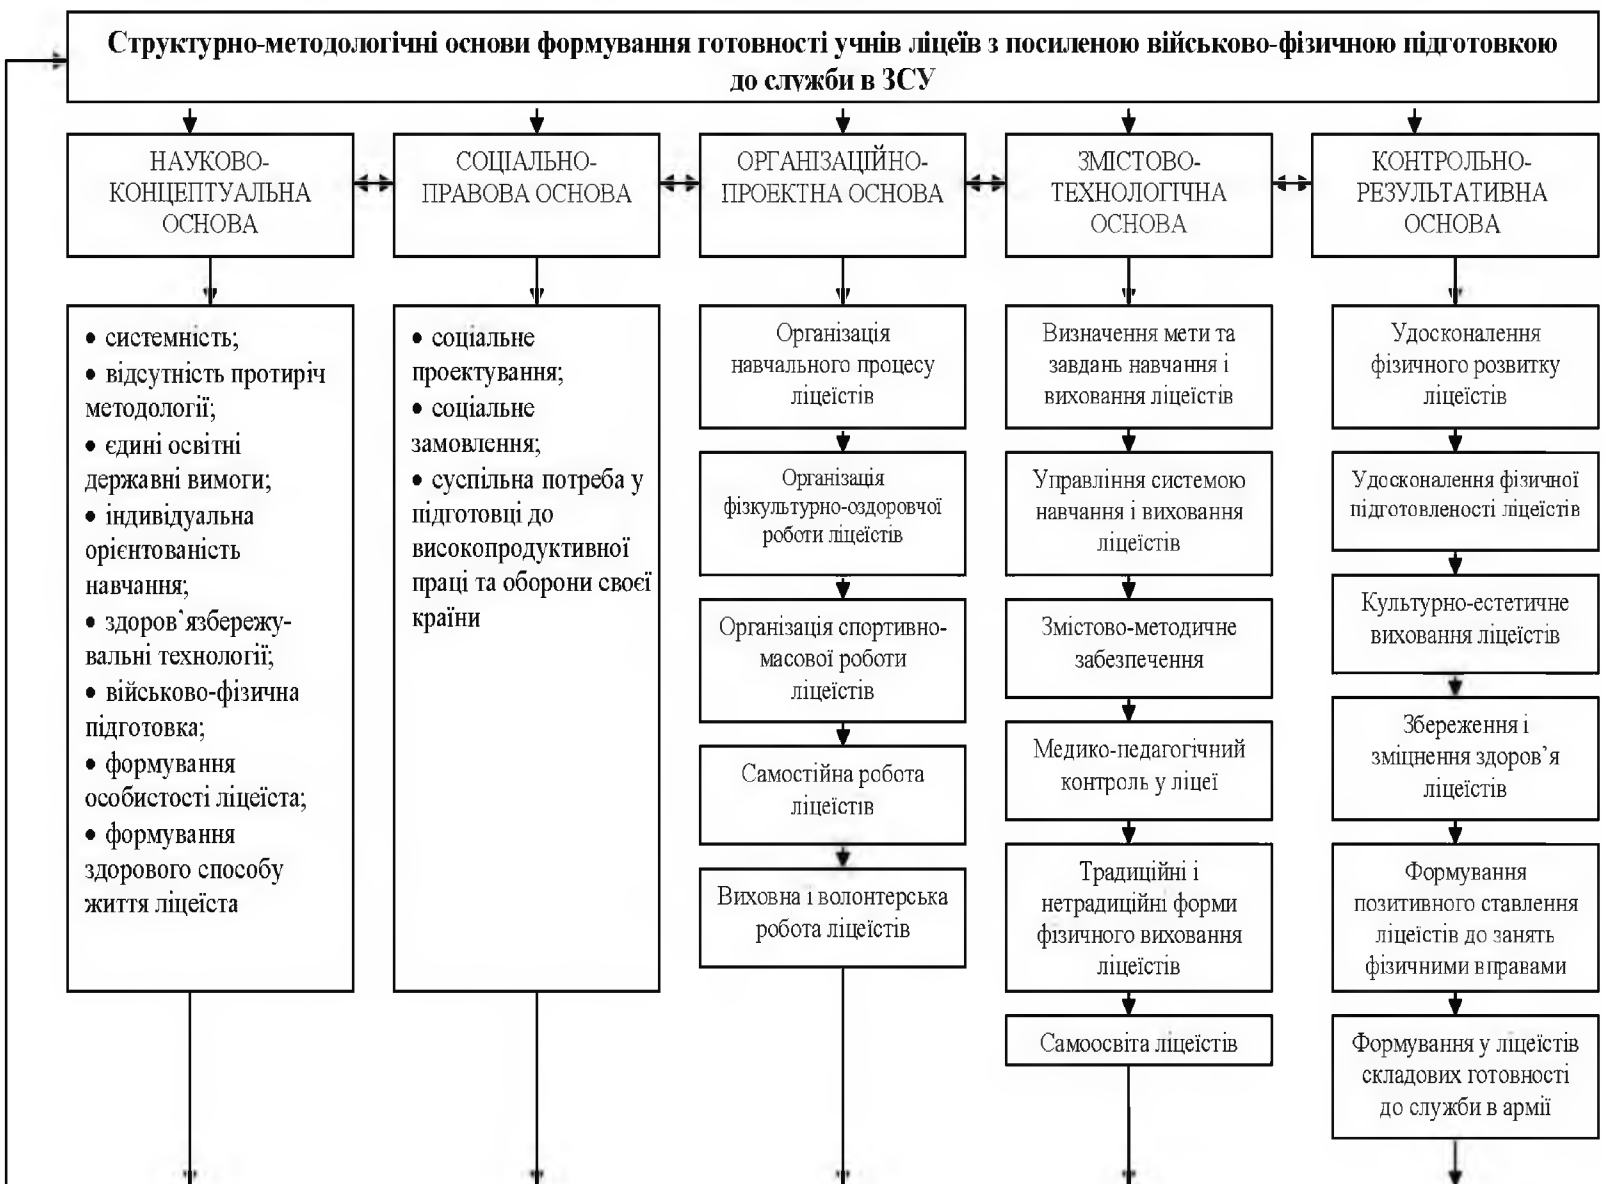 Структурно-методологічні основи формування готовності учнів ліцеїв з посиленою військово-фізичною підготовкою
до служби в ЗСУ
НАУКОВО-
КОНЦЕПТУАЛЬНА
ОСНОВА
СОЦІАЛЬНО-
ПРАВОВА ОСНОВА
ОРГАНІЗАЦІЙНО-
ПРОЕКТНА ОСНОВА
ЗМІСТОВО-
ТЕХНОЛОГІЧНА
ОСНОВА
КОНТРОЛЬНО-
РЕЗУЛЬТАТИВНА
ОСНОВА
• системність;
• відсутність протиріч
методології;
• єдині освітні
державні вимоги;
• індивідуальна
орієнтованість
навчання;
• здоров`язбережу-
вальні технології;
• військово-фізична
підготовка;
• формування
особистості ліцеїста;
• формування
здорового способу
життя ліцеїста
• соціальне
проектування;
• соціальне
замовлення;
• суспільна потреба у
підготовці до
високопродуктивної
праці та оборони своєї
країни
Організація
навчального процесу
ліцеїстів
Організація
фізкультурно-оздоровчої
роботи ліцеїстів
Організація спортивно-
масової роботи
ліцеїстів
Самостійна робота
ліцеїстів
Виховна і волонтерська
робота ліцеїстів
Визначення мети та
завдань навчання і
виховання ліцеїстів
Управління системою
навчання і виховання
ліцеїстів
Змістово-методичне
забезпечення
Медико-педагогічний
контроль у ліцеї
Традиційні і
нетрадиційні форми
фізичного виховання
ліцеїстів
Самоосвіта ліцеїстів
Удосконалення
фізичного розвитку
ліцеїстів
Удосконалення фізичної
підготовленості ліцеїстів
Культурно-естетичне
виховання ліцеїстів
Збереження і
зміцнення здоров’я
ліцеїстів
Формування
позитивного ставлення
ліцеїстів до занять
фізичними вправами
Формування у ліцеїстів
складових готовності
до служби в армії